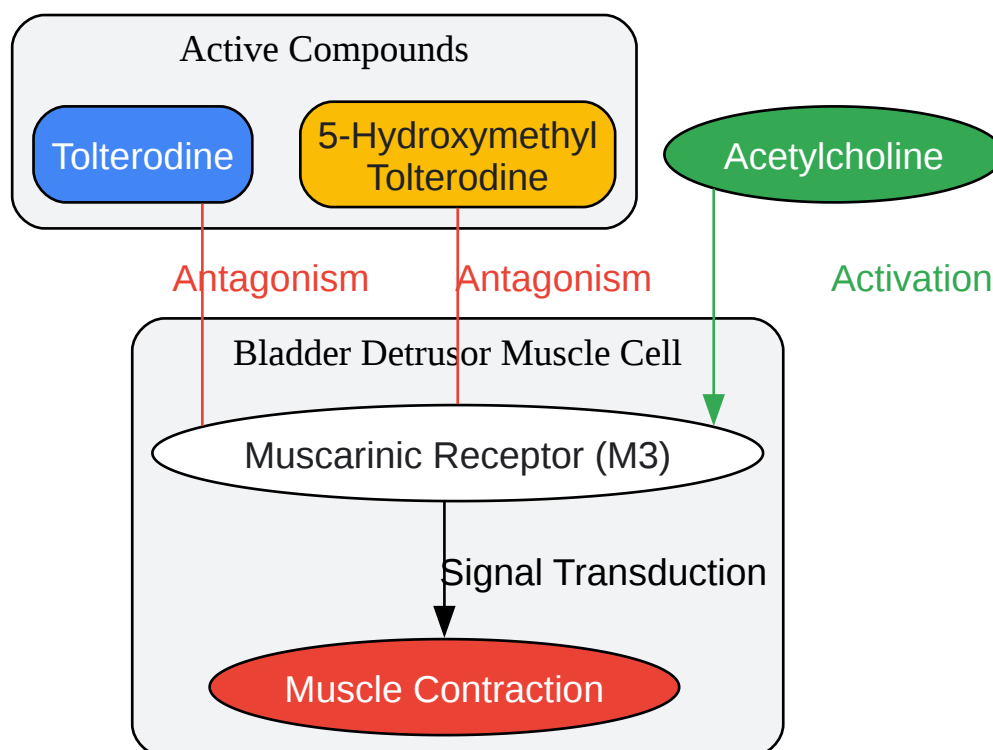 Active Compounds
Tolterodine
5-Hydroxymethyl
Tolterodine
Acetylcholine
Antagonism
Antagonism
Activation
Bladder Detrusor Muscle Cell
Muscarinic Receptor (M3)
Signal Transduction
Muscle Contraction